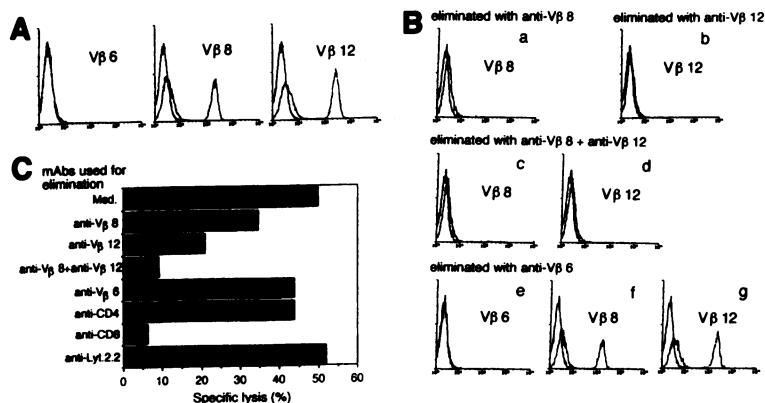 A
Vβ 6
Vβ 8
Vβ 12
B
eliminated with anti-Vβ 8
eliminated with anti-Vβ 12
a
Vβ 8
b
Vβ 12
eliminated with anti-Vβ 8 + anti-Vβ 12
c
Vβ 8
d
Vβ 12
eliminated with anti-Vβ 6
e
Vβ 6
f
Vβ 8
g
Vβ 12
C
mAbs used for
elimination
Med.
anti-Vβ 8
anti-Vβ 12
anti-Vβ 8+anti-Vβ 12
anti-Vβ 6
anti-CD4
anti-CD8
anti-Lyt.2.2
0 10 20 30 40 50 60
Specific lysis (%)